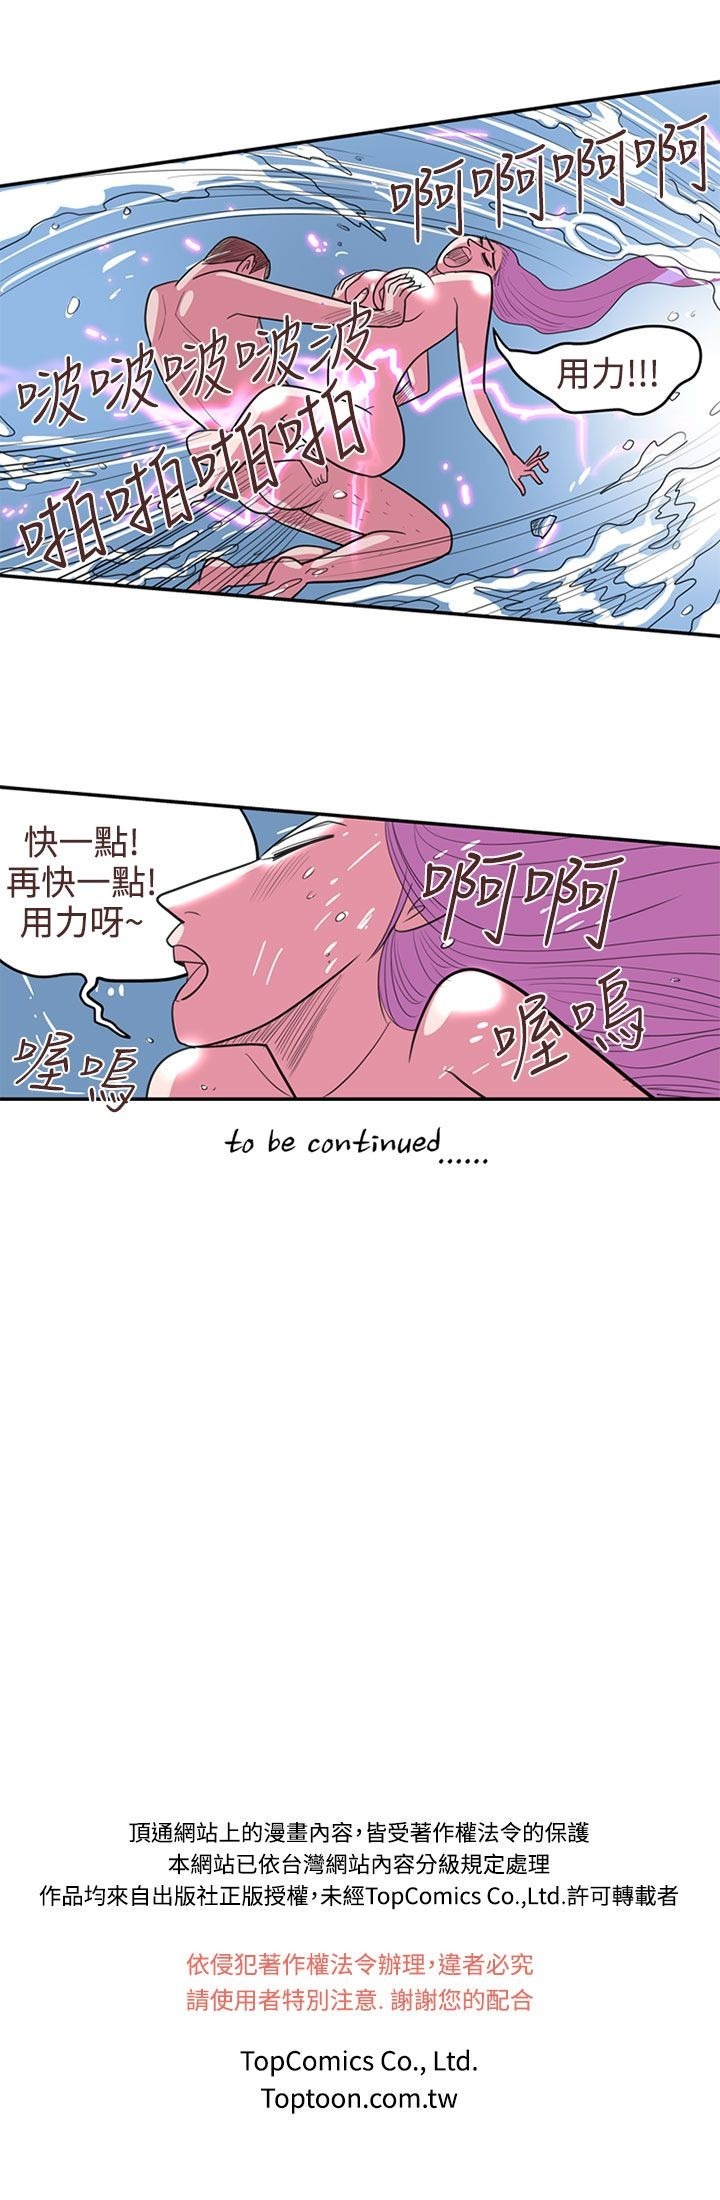 啊啊啊啊
用力!!!
啵啵啵啵波
啪啪啪啪
快一點!
再快一點!
用力呀~
啊啊
喔嗚
喔嗚
to be continued......
頂通網站上的漫畫內容,皆受著作權法令的保護
本網站已依台灣網站內容分級規定處理
作品均來自出版社正版授權,未經TopComics Co.,Ltd.許可轉載者
依侵犯著作權法令辦理,違者必究
請使用者特別注意. 謝謝您的配合
TopComics Co., Ltd.
Toptoon.com.tw